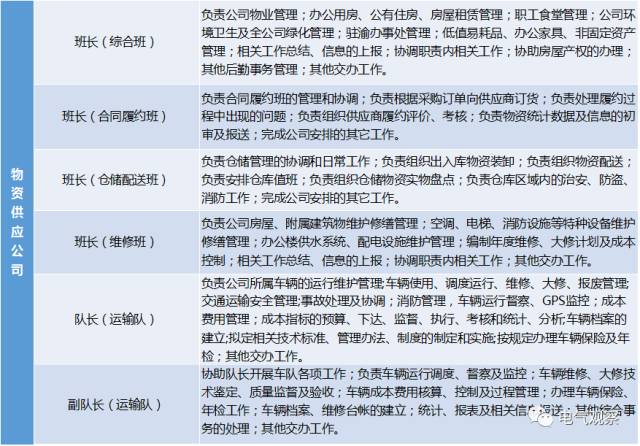 物资供应公司
班长（综合班）
负责公司物业管理；办公用房、公有住房、房屋租赁管理；职工食堂管理；公司环
境卫生及全公司绿化管理；驻渝办事处管理；低值易耗品、办公家具、非固定资产
管理；相关工作总结、信息的上报；协调职责内相关工作；协助房屋产权的办理；
其他后勤事务管理；其他交办工作。
班长（合同履约班）
负责合同履约班的管理和协调；负责根据采购订单向供应商订货；负责处理履约过
程中出现的问题；负责组织供应商履约评价、考核；负责物资统计数据及信息的初
审及报送；完成公司安排的其它工作。
班长（仓储配送班）
负责仓储管理的协调和日常工作；负责组织出入库物资装卸；负责组织物资配送；
负责安排仓库值班；负责组织仓储物资实物盘点；负责仓库区域内的治安、防盗、
消防工作；完成公司安排的其它工作。
班长（维修班）
负责公司房屋、附属建筑物维护修缮管理；空调、电梯、消防设施等特种设备维护
修缮管理；办公楼供水系统、配电设施维护管理；编制年度维修、大修计划及成本
控制；相关工作总结、信息的上报；协调职责内相关工作；其他交办工作。
队长（运输队）
负责公司所属车辆的运行维护管理;车辆使用、调度运行、维修、大修、报废管理;
交通运输安全管理;事故处理及协调；消防管理，车辆运行督察、GPS监控；成本
费用管理；成本指标的预算、下达、监督、执行、考核和统计、分析;车辆档案的
建立;拟定相关技术标准、管理办法、制度的制定和实施;按规定办理车辆保险及年
检；其他交办工作。
副队长（运输队）
协助队长开展车队各项工作；负责车辆运行调度、督察及监控；车辆维修、大修技
术鉴定、质量监督及验收；车辆成本费用核算、控制及过程管理；办理车辆保险、
年检工作；车辆档案、维修台帐的建立；统计、报表及相关信息报送；其他综合事
务的处理；其他交办工作。
电气观察